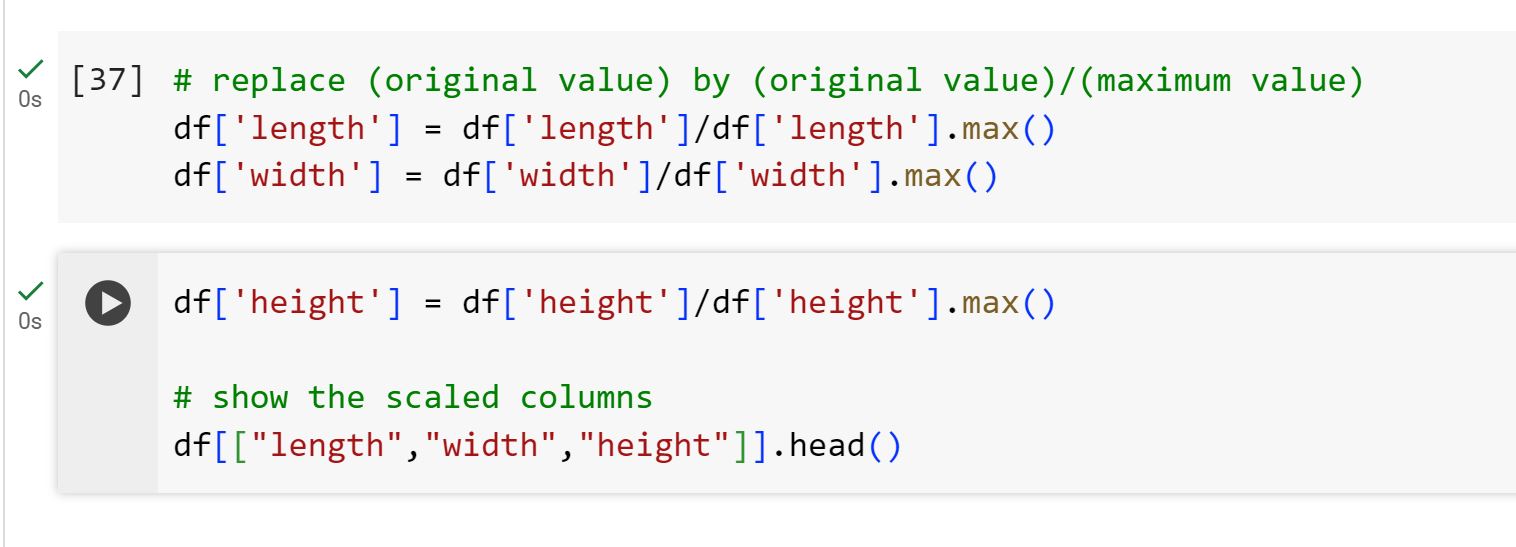 [37] # replace (original value) by (original value)/(maximum value)
0s
df['length'] = df['length']/df['length'].max()
df['width'] = df['width']/df['width'].max()
df['height'] = df['height']/df['height'].max()
0s
# show the scaled columns
df[["length","width","height"]].head()